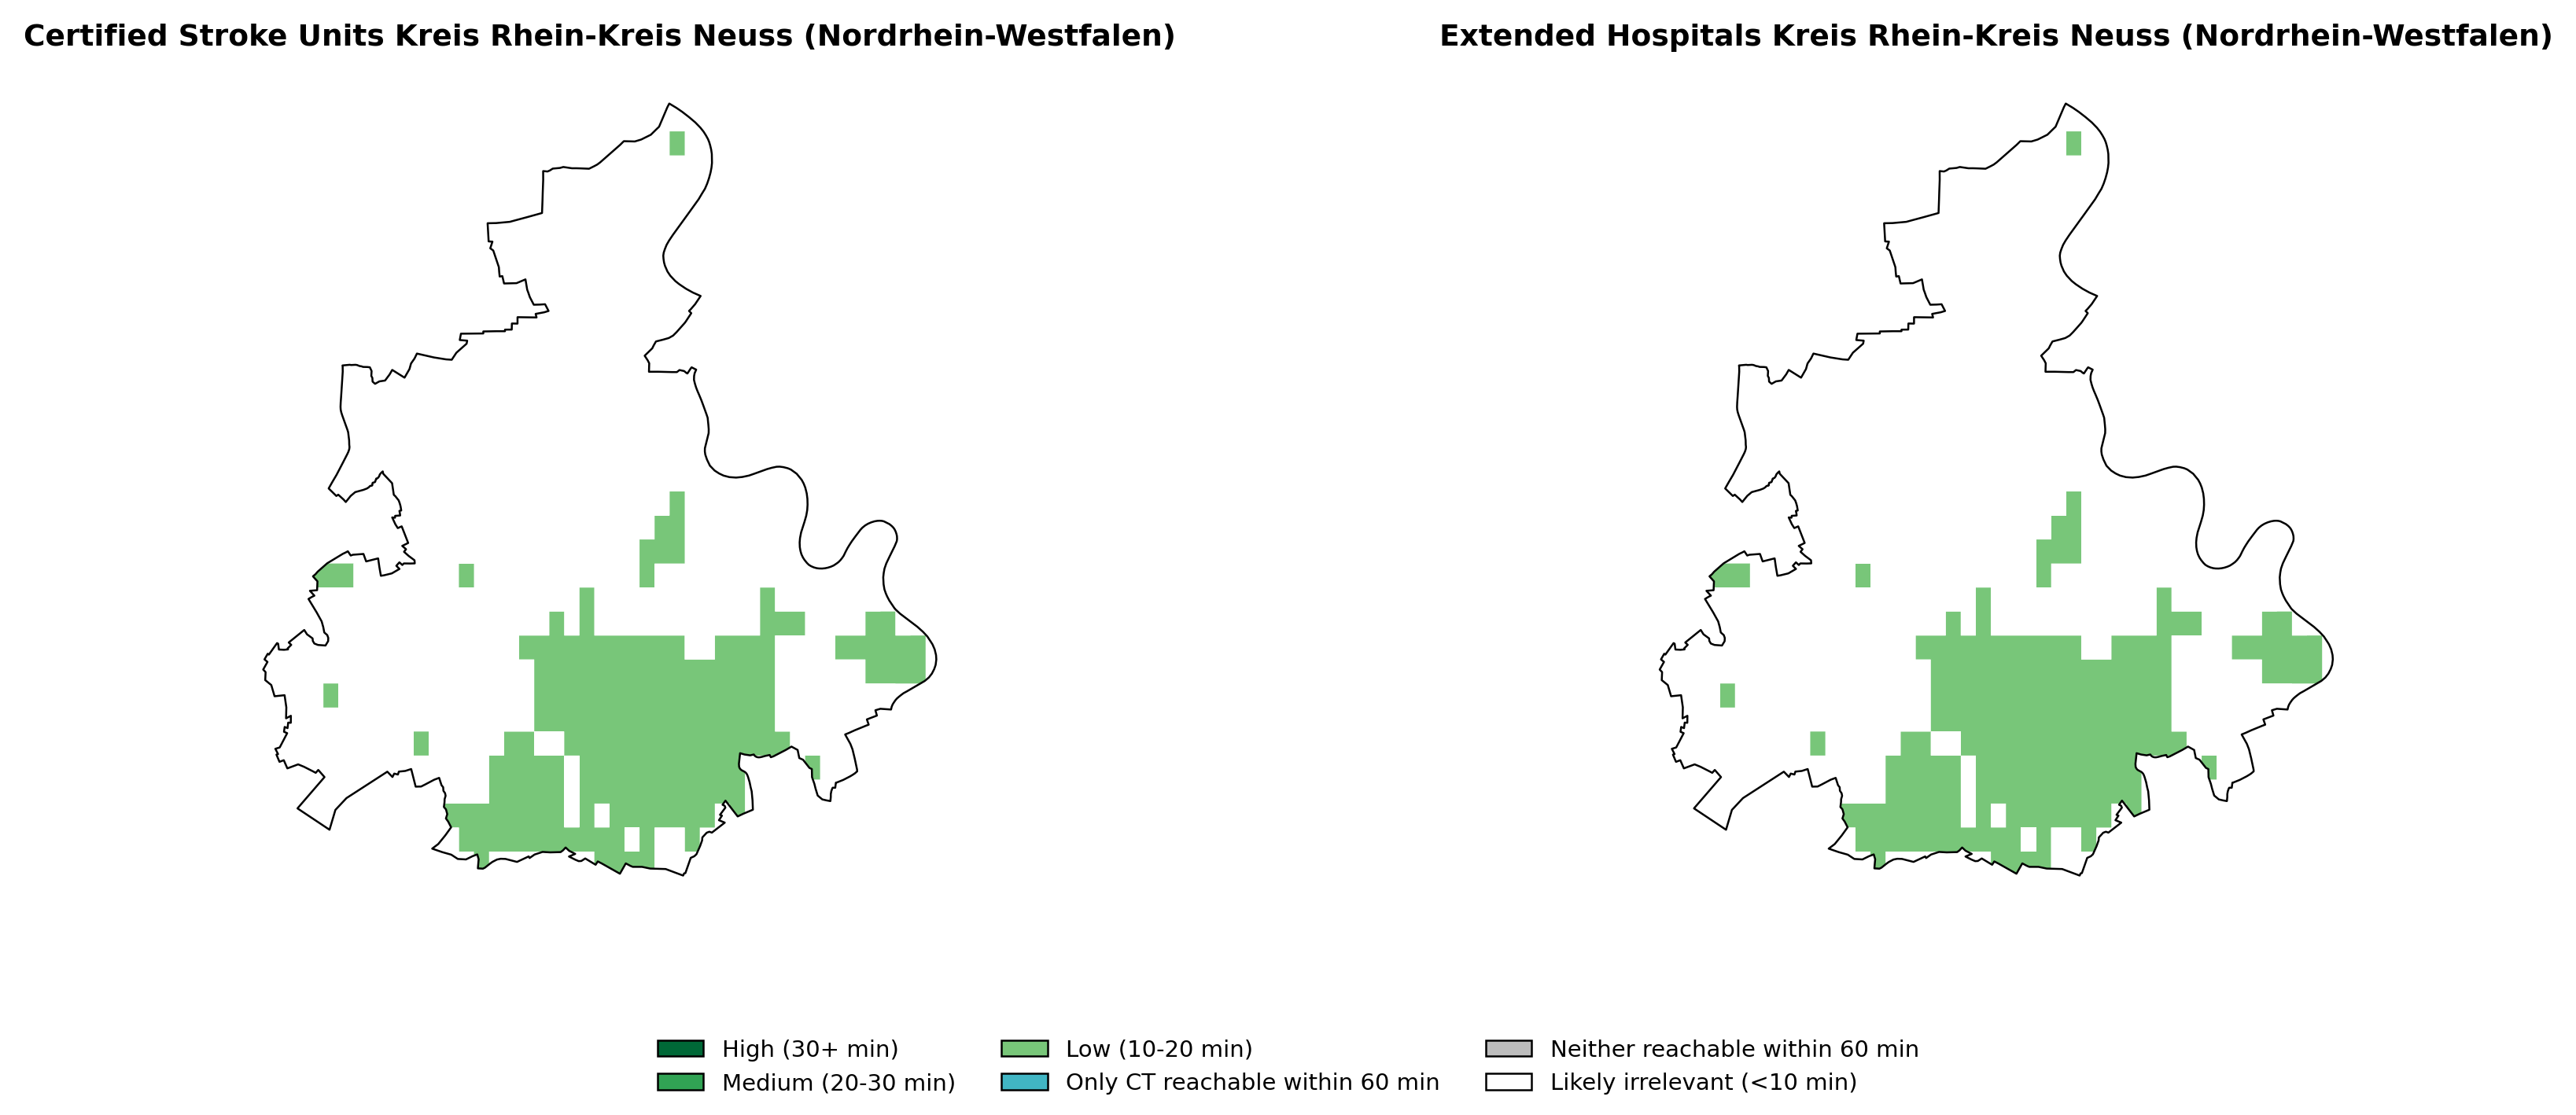 Certified Stroke Units Kreis Rhein-Kreis Neuss (Nordrhein-Westfalen)
Extended Hospitals Kreis Rhein-Kreis Neuss (Nordrhein-Westfalen)
High (30+ min)
Medium (20-30 min)
Low (10-20 min)
Only CT reachable within 60 min
Neither reachable within 60 min
Likely irrelevant (<10 min)